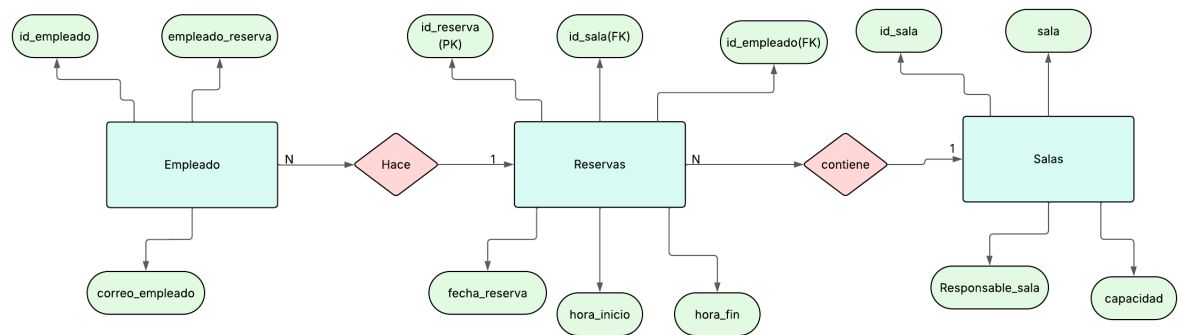 id_empleado
empleado_reserva
id_reserva
(PK)
id_sala(FK)
id_empleado(FK)
id_sala
sala
Empleado
N
Hace
1
Reservas
N
contiene
1
Salas
correo_empleado
fecha_reserva
hora_inicio
hora_fin
Responsable_sala
capacidad